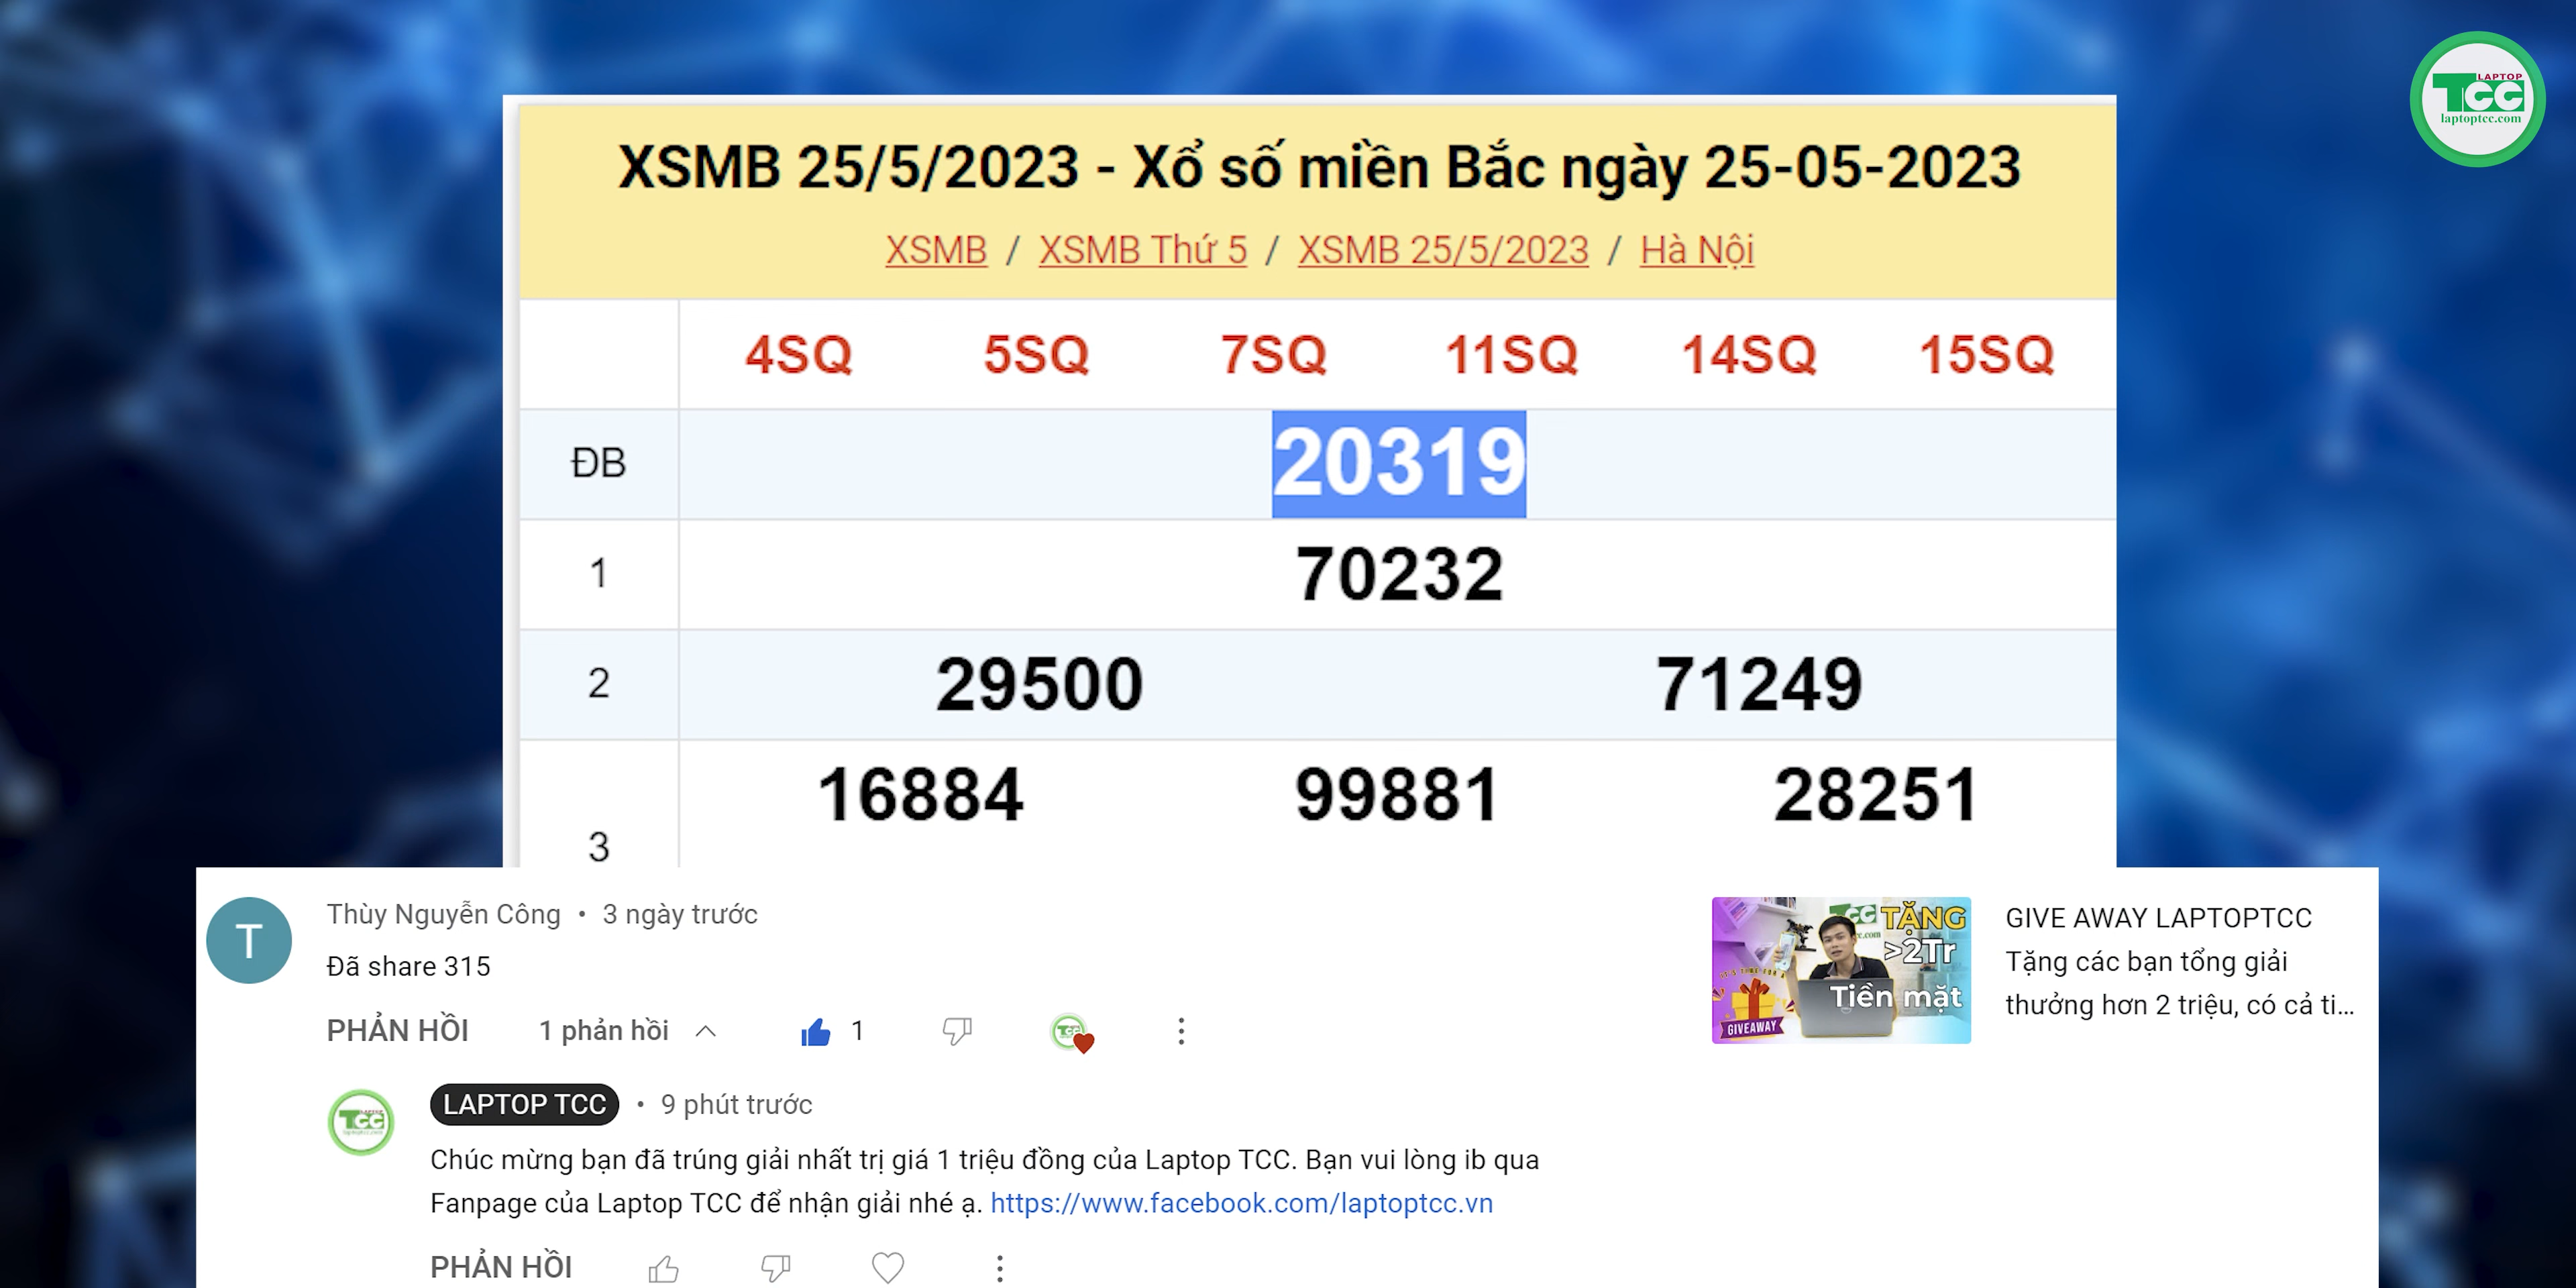 LAPTOP
TCC
laptoptcc.com
XSMB 25/5/2023 - Xổ số miền Bắc ngày 25-05-2023
XSMB / XSMB Thứ 5 / XSMB 25/5/2023 / Hà Nội
4SQ 5SQ 7SQ 11SQ 14SQ 15SQ
ĐB 20319
1 70232
2 29500 71249
3 16884 99881 28251
T
Thùy Nguyễn Công • 3 ngày trước
Đã share 315
PHẢN HỒI 1 phản hồi 1
TCC
TCC TẶNG
>2Tr
Tiền mặt
GIVEAWAY
GIVE AWAY LAPTOPTCC
Tặng các bạn tổng giải
thưởng hơn 2 triệu, có cả ti...
TCC
LAPTOP TCC • 9 phút trước
Chúc mừng bạn đã trúng giải nhất trị giá 1 triệu đồng của Laptop TCC. Bạn vui lòng ib qua
Fanpage của Laptop TCC để nhận giải nhé ạ. https://www.facebook.com/laptoptcc.vn
PHẢN HỒI